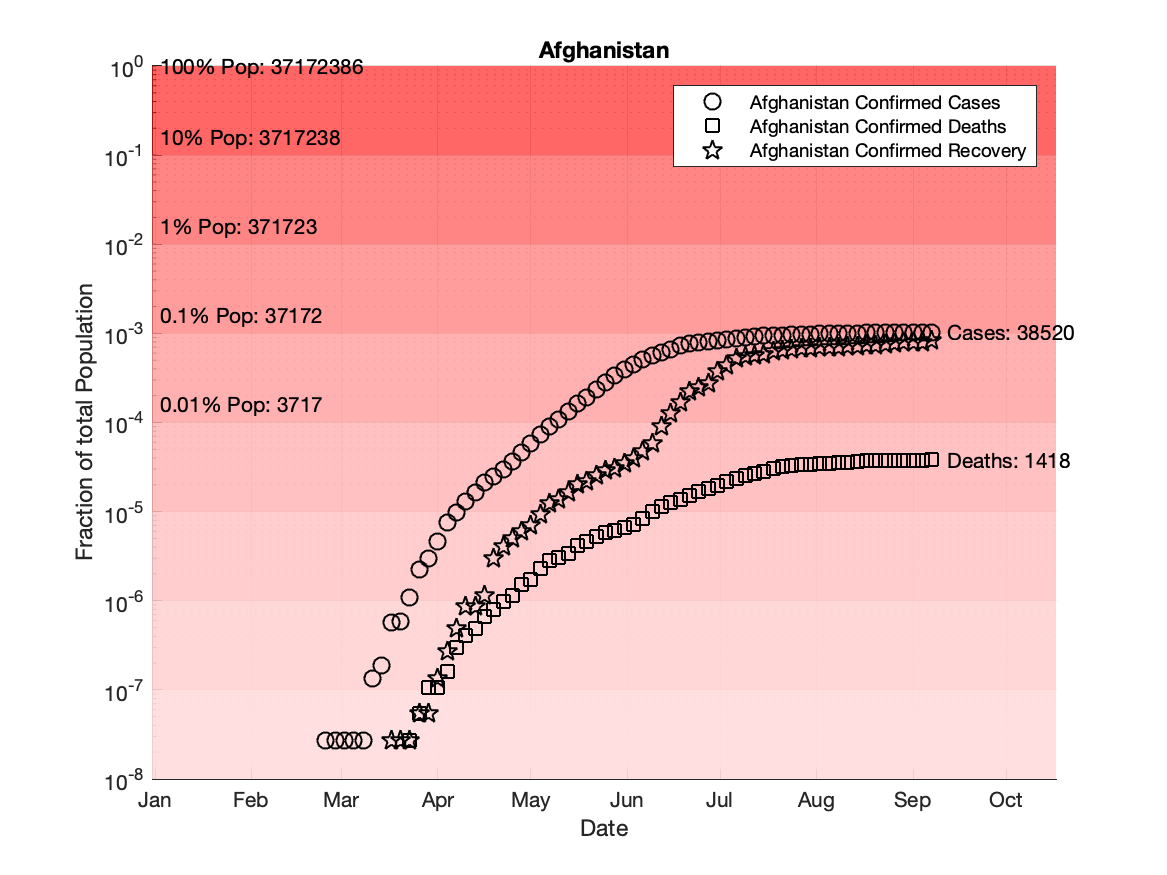 Afghanistan
10^0
100% Pop: 37172386
Afghanistan Confirmed Cases
Afghanistan Confirmed Deaths
Afghanistan Confirmed Recovery
10% Pop: 3717238
10^-1
1% Pop: 371723
10^-2
0.1% Pop: 37172
10^-3
Cases: 38520
0.01% Pop: 3717
10^-4
Deaths: 1418
10^-5
10^-6
10^-7
10^-8
Fraction of total Population
Jan Feb Mar Apr May Jun Jul Aug Sep Oct
Date